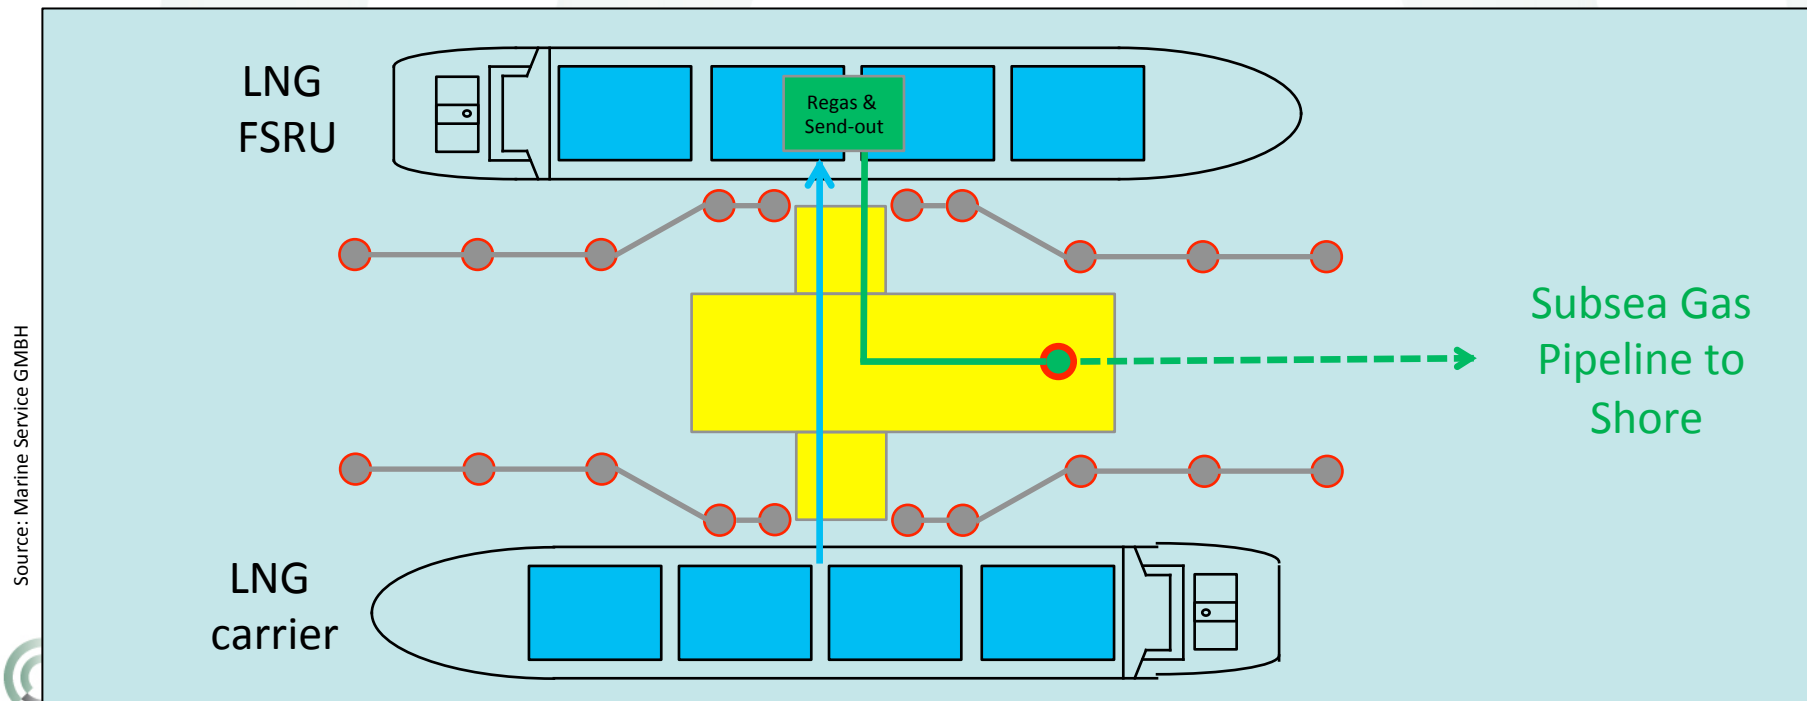 LNG
FSRU
Regas &
Send-out
Subsea Gas
Pipeline to
Shore
LNG
carrier
Source: Marine Service GMBH